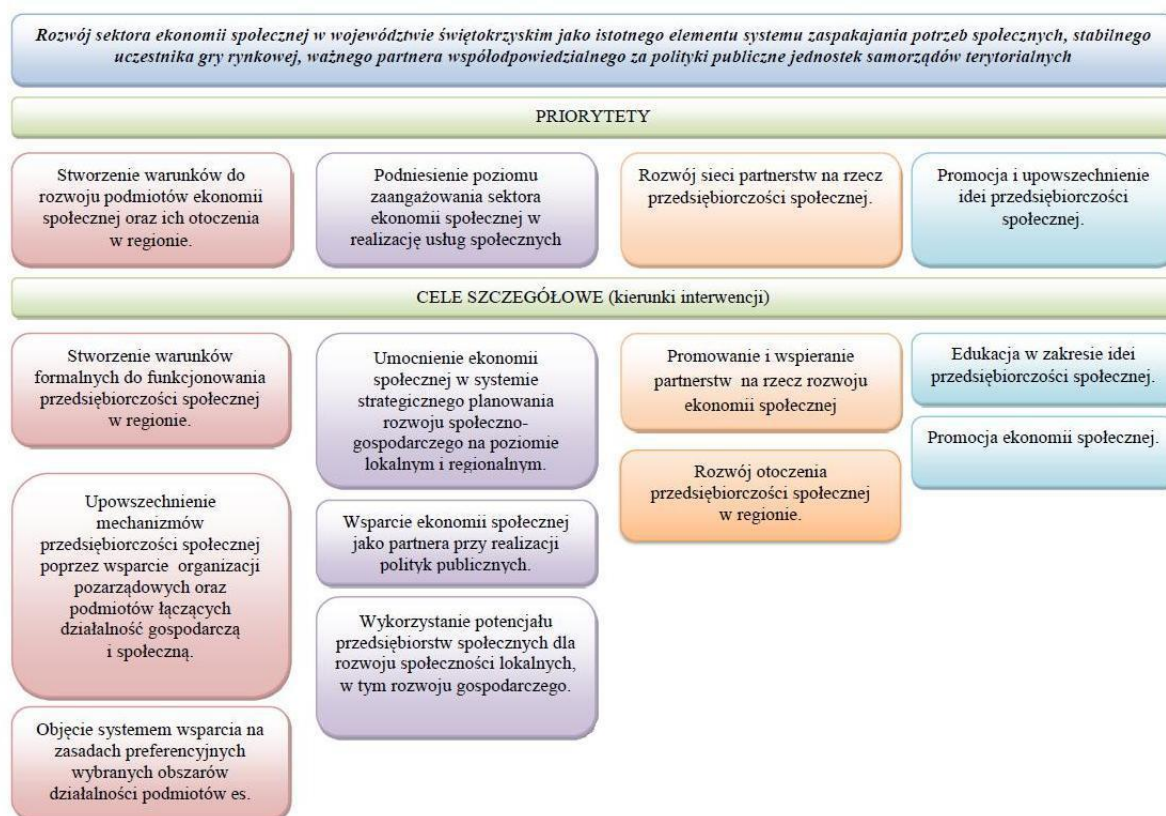 Rozwój sektora ekonomii społecznej w województwie świętokrzyskim jako istotnego elementu systemu zaspakajania potrzeb społecznych, stabilnego
uczestnika gry rynkowej, ważnego partnera współodpowiedzialnego za polityki publiczne jednostek samorządów terytorialnych
PRIORYTETY
Stworzenie warunków do
rozwoju podmiotów ekonomii
społecznej oraz ich otoczenia
w regionie.
Podniesienie poziomu
zaangażowania sektora
ekonomii społecznej w
realizację usług społecznych
Rozwój sieci partnerstw na rzecz
przedsiębiorczości społecznej.
Promocja i upowszechnienie
idei przedsiębiorczości
społecznej.
CELE SZCZEGÓŁOWE (kierunki interwencji)
Stworzenie warunków
formalnych do funkcjonowania
przedsiębiorczości społecznej
w regionie.
Upowszechnienie
mechanizmów
przedsiębiorczości społecznej
poprzez wsparcie organizacji
pozarządowych oraz
podmiotów łączących
działalność gospodarczą
i społeczną.
Objęcie systemem wsparcia na
zasadach preferencyjnych
wybranych obszarów
działalności podmiotów es.
Umocnienie ekonomii
społecznej w systemie
strategicznego planowania
rozwoju społeczno-
gospodarczego na poziomie
lokalnym i regionalnym.
Wsparcie ekonomii społecznej
jako partnera przy realizacji
polityk publicznych.
Wykorzystanie potencjału
przedsiębiorstw społecznych dla
rozwoju społeczności lokalnych,
w tym rozwoju gospodarczego.
Promowanie i wspieranie
partnerstw na rzecz rozwoju
ekonomii społecznej
Rozwój otoczenia
przedsiębiorczości społecznej
w regionie.
Edukacja w zakresie idei
przedsiębiorczości społecznej.
Promocja ekonomii społecznej.